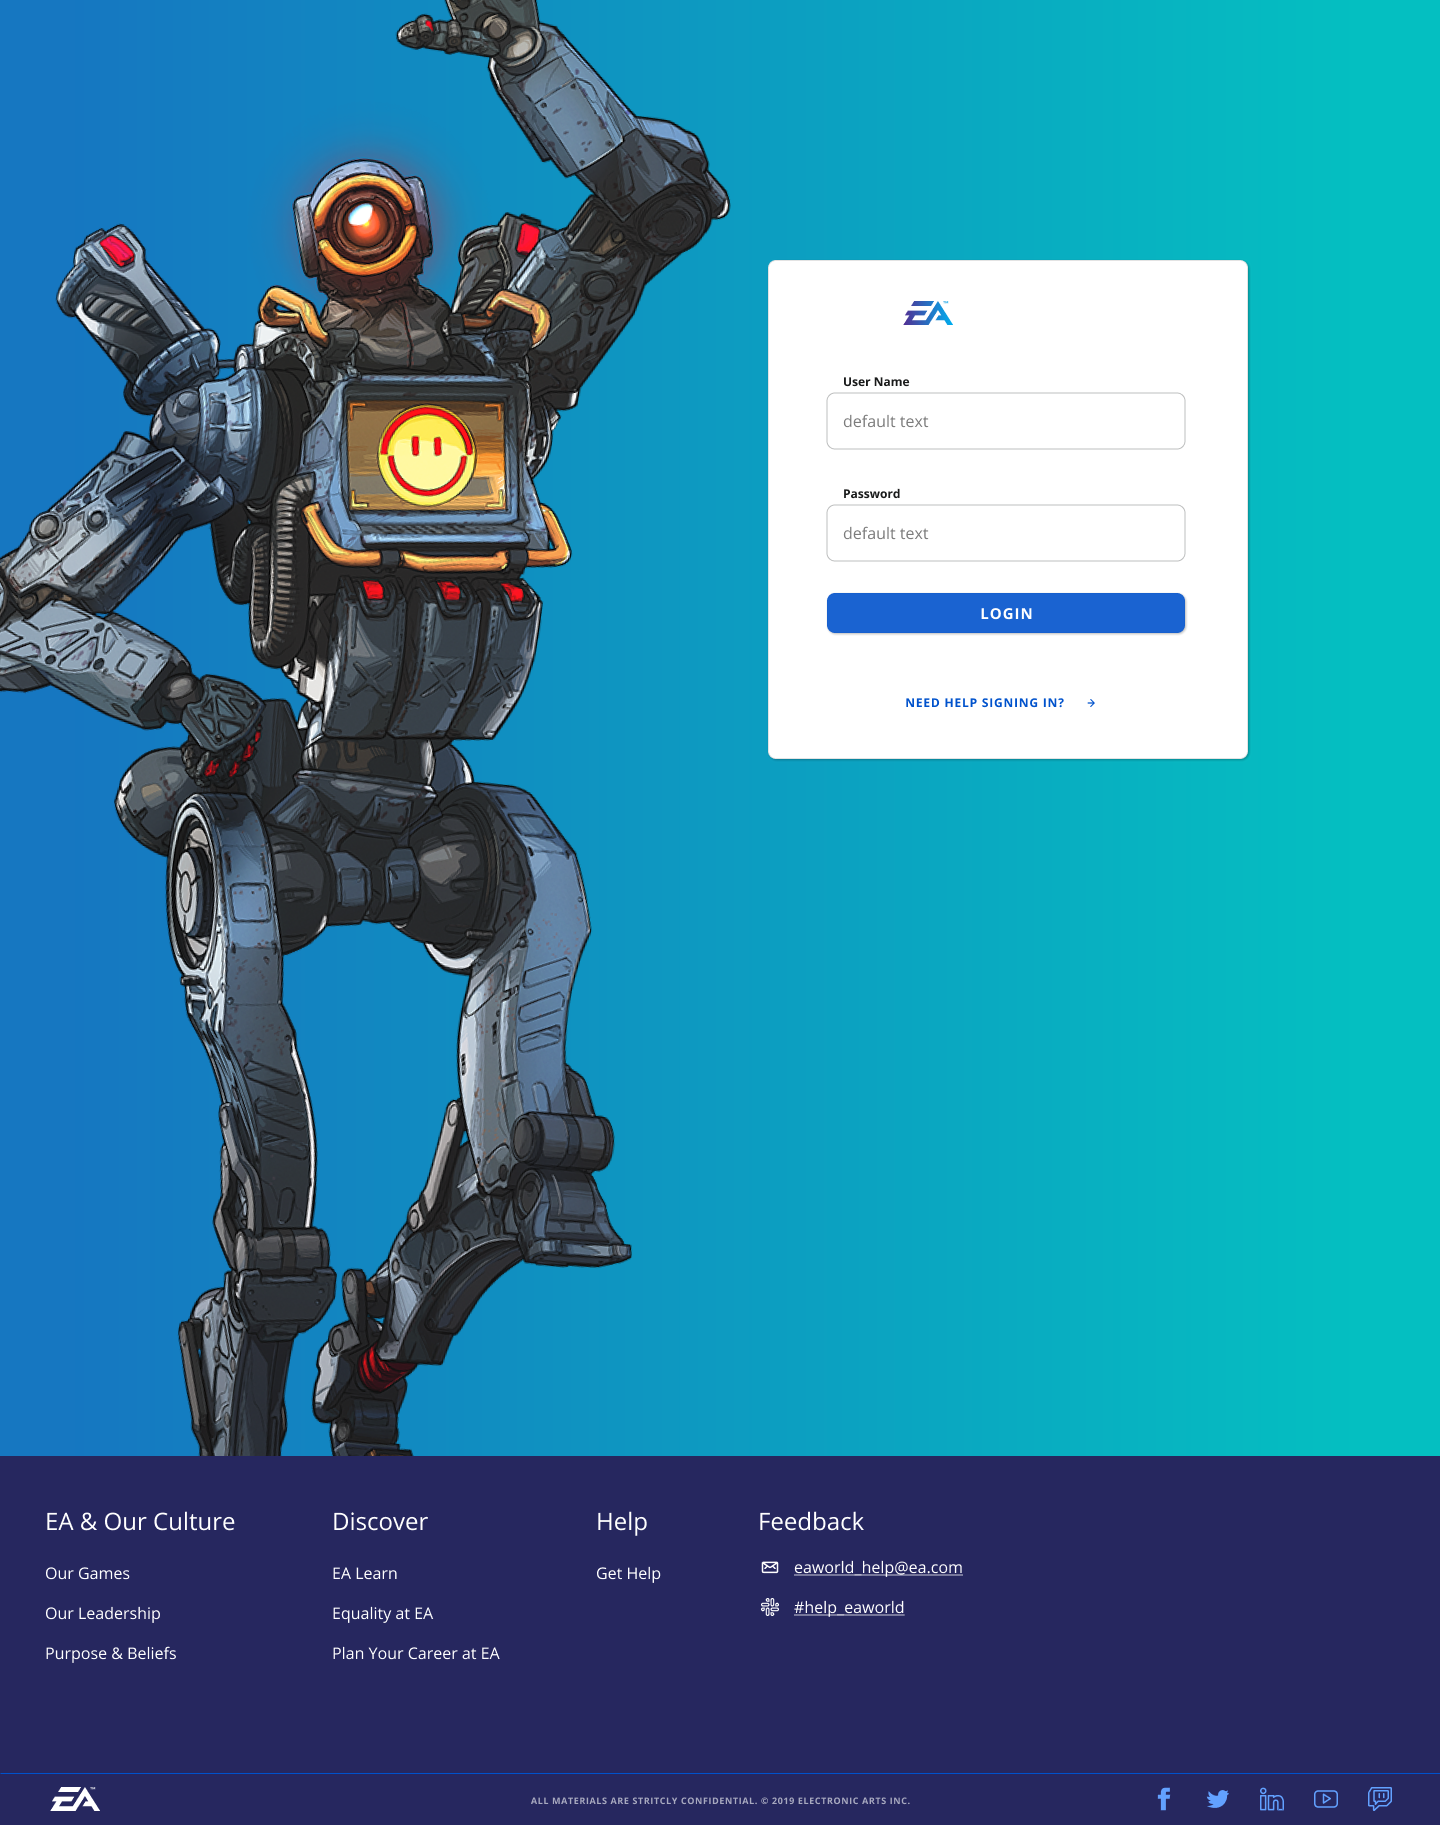 EA
User Name
default text
Password
default text
LOGIN
NEED HELP SIGNING IN?
EA & Our Culture
Our Games
Our Leadership
Purpose & Beliefs
Discover
EA Learn
Equality at EA
Plan Your Career at EA
Help
Get Help
Feedback
eaworld_help@ea.com
#help_eaworld
EA
ALL MATERIALS ARE STRITCLY CONFIDENTIAL. © 2019 ELECTRONIC ARTS INC.